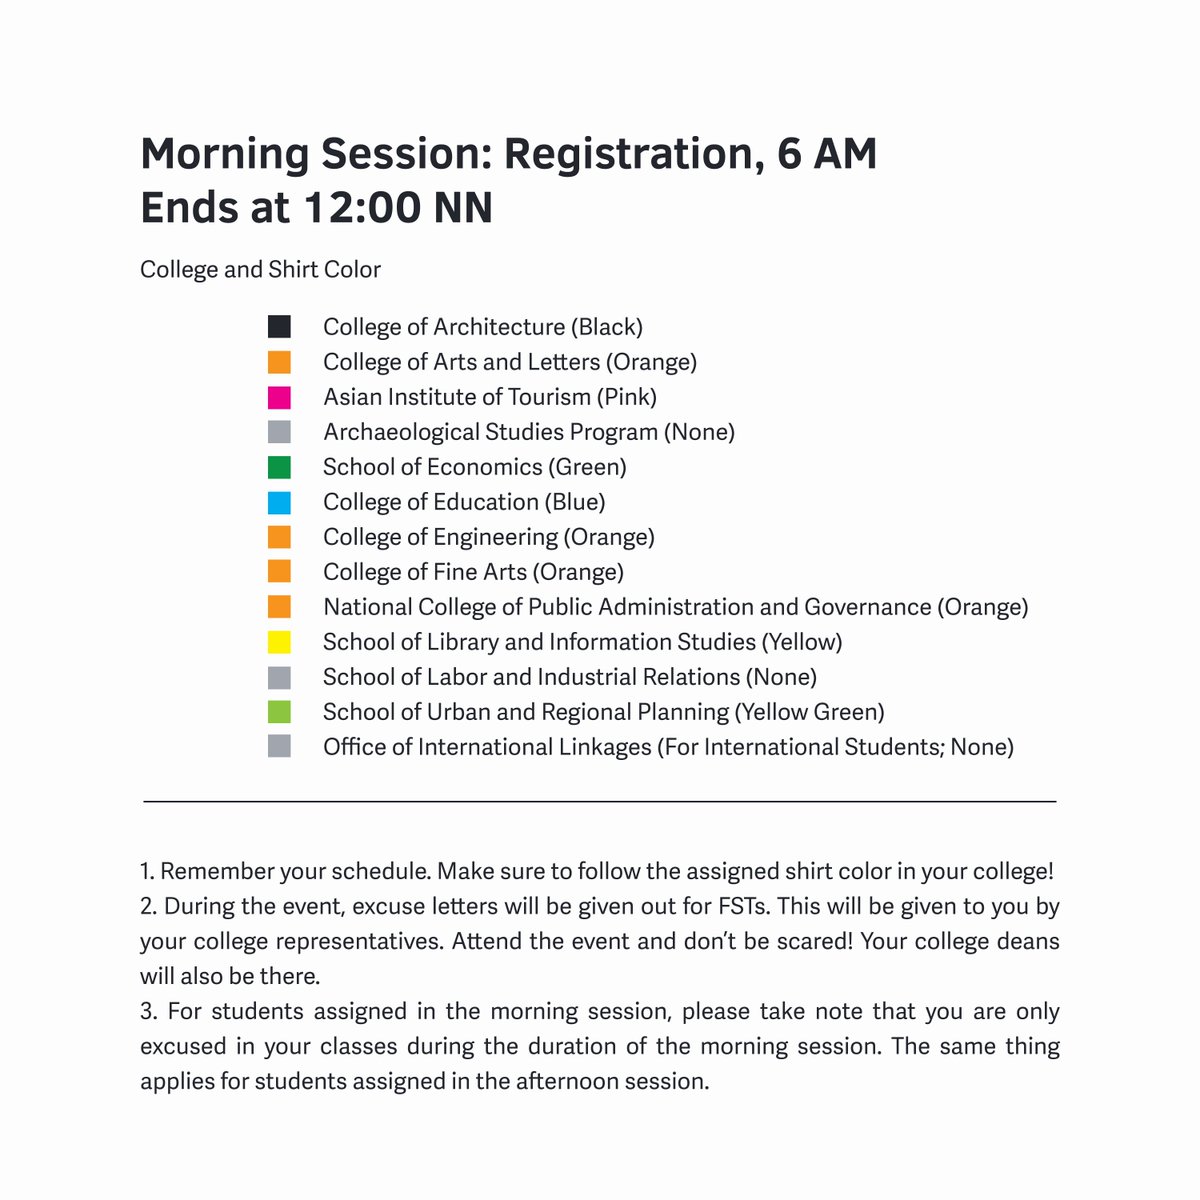 Morning Session: Registration, 6 AM
Ends at 12:00 NN
College and Shirt Color
College of Architecture (Black)
College of Arts and Letters (Orange)
Asian Institute of Tourism (Pink)
Archaeological Studies Program (None)
School of Economics (Green)
College of Education (Blue)
College of Engineering (Orange)
College of Fine Arts (Orange)
National College of Public Administration and Governance (Orange)
School of Library and Information Studies (Yellow)
School of Labor and Industrial Relations (None)
School of Urban and Regional Planning (Yellow Green)
Office of International Linkages (For International Students; None)
1. Remember your schedule. Make sure to follow the assigned shirt color in your college!
2. During the event, excuse letters will be given out for FSTs. This will be given to you by
your college representatives. Attend the event and don’t be scared! Your college deans
will also be there.
3. For students assigned in the morning session, please take note that you are only
excused in your classes during the duration of the morning session. The same thing
applies for students assigned in the afternoon session.